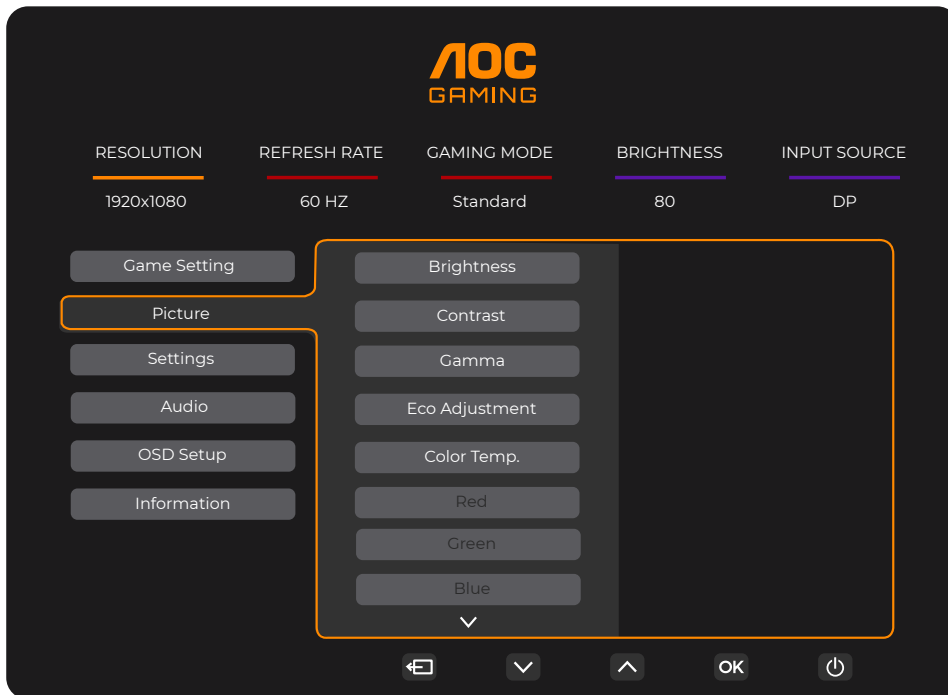 AOC
GAMING
RESOLUTION REFRESH RATE GAMING MODE BRIGHTNESS INPUT SOURCE
1920x1080 60 HZ Standard 80 DP
Game Setting
Picture
Settings
Audio
OSD Setup
Information
Brightness
Contrast
Gamma
Eco Adjustment
Color Temp.
Red
Green
Blue
OK